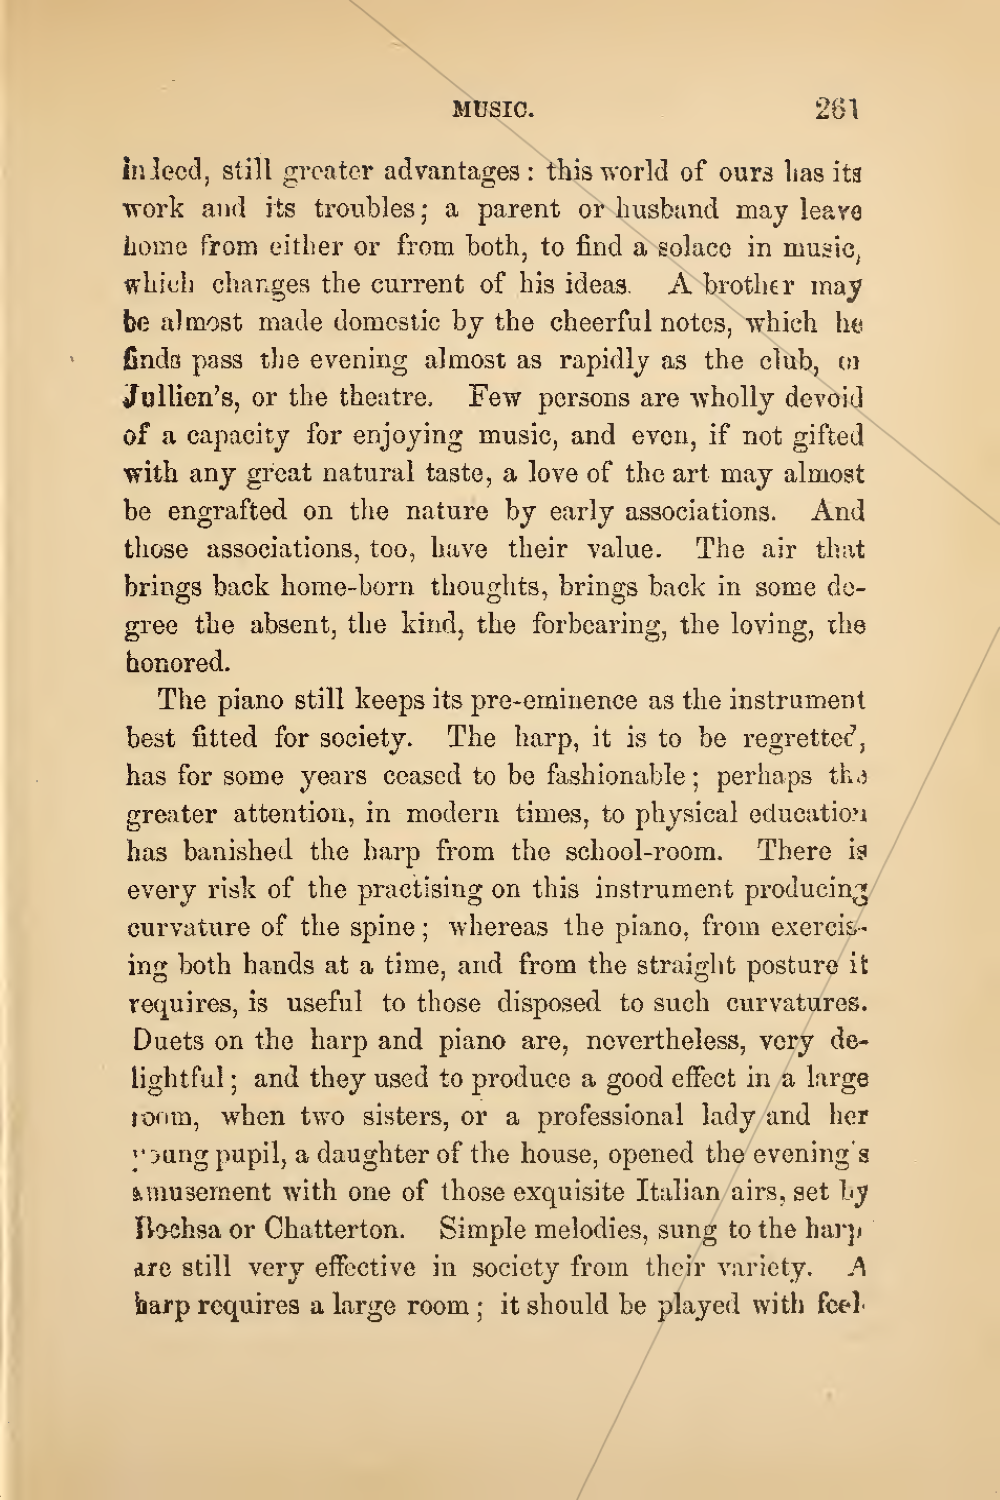 MUSIC. 261
indeed, still greater advantages: this world of ours has its
work and its troubles; a parent or husband may leave
home from either or from both, to find a solace in music,
which changes the current of his ideas. A brother may
be almost made domestic by the cheerful notes, which he
finds pass the evening almost as rapidly as the club, or
Jullien's, or the theatre. Few persons are wholly devoid
of a capacity for enjoying music, and even, if not gifted
with any great natural taste, a love of the art may almost
be engrafted on the nature by early associations. And
those associations, too, have their value. The air that
brings back home-born thoughts, brings back in some de-
gree the absent, the kind, the forbearing, the loving, the
honored.
The piano still keeps its pre-eminence as the instrument
best fitted for society. The harp, it is to be regretted,
has for some years ceased to be fashionable; perhaps the
greater attention, in modern times, to physical education
has banished the harp from the school-room. There is
every risk of the practising on this instrument producing
curvature of the spine; whereas the piano, from exercis-
ing both hands at a time, and from the straight posture it
requires, is useful to those disposed to such curvatures.
Duets on the harp and piano are, nevertheless, very de-
lightful; and they used to produce a good effect in a large
room, when two sisters, or a professional lady and her
young pupil, a daughter of the house, opened the evening's
amusement with one of those exquisite Italian airs, set by
Bochsa or Chatterton. Simple melodies, sung to the harp
are still very effective in society from their variety. A
harp requires a large room; it should be played with feel-